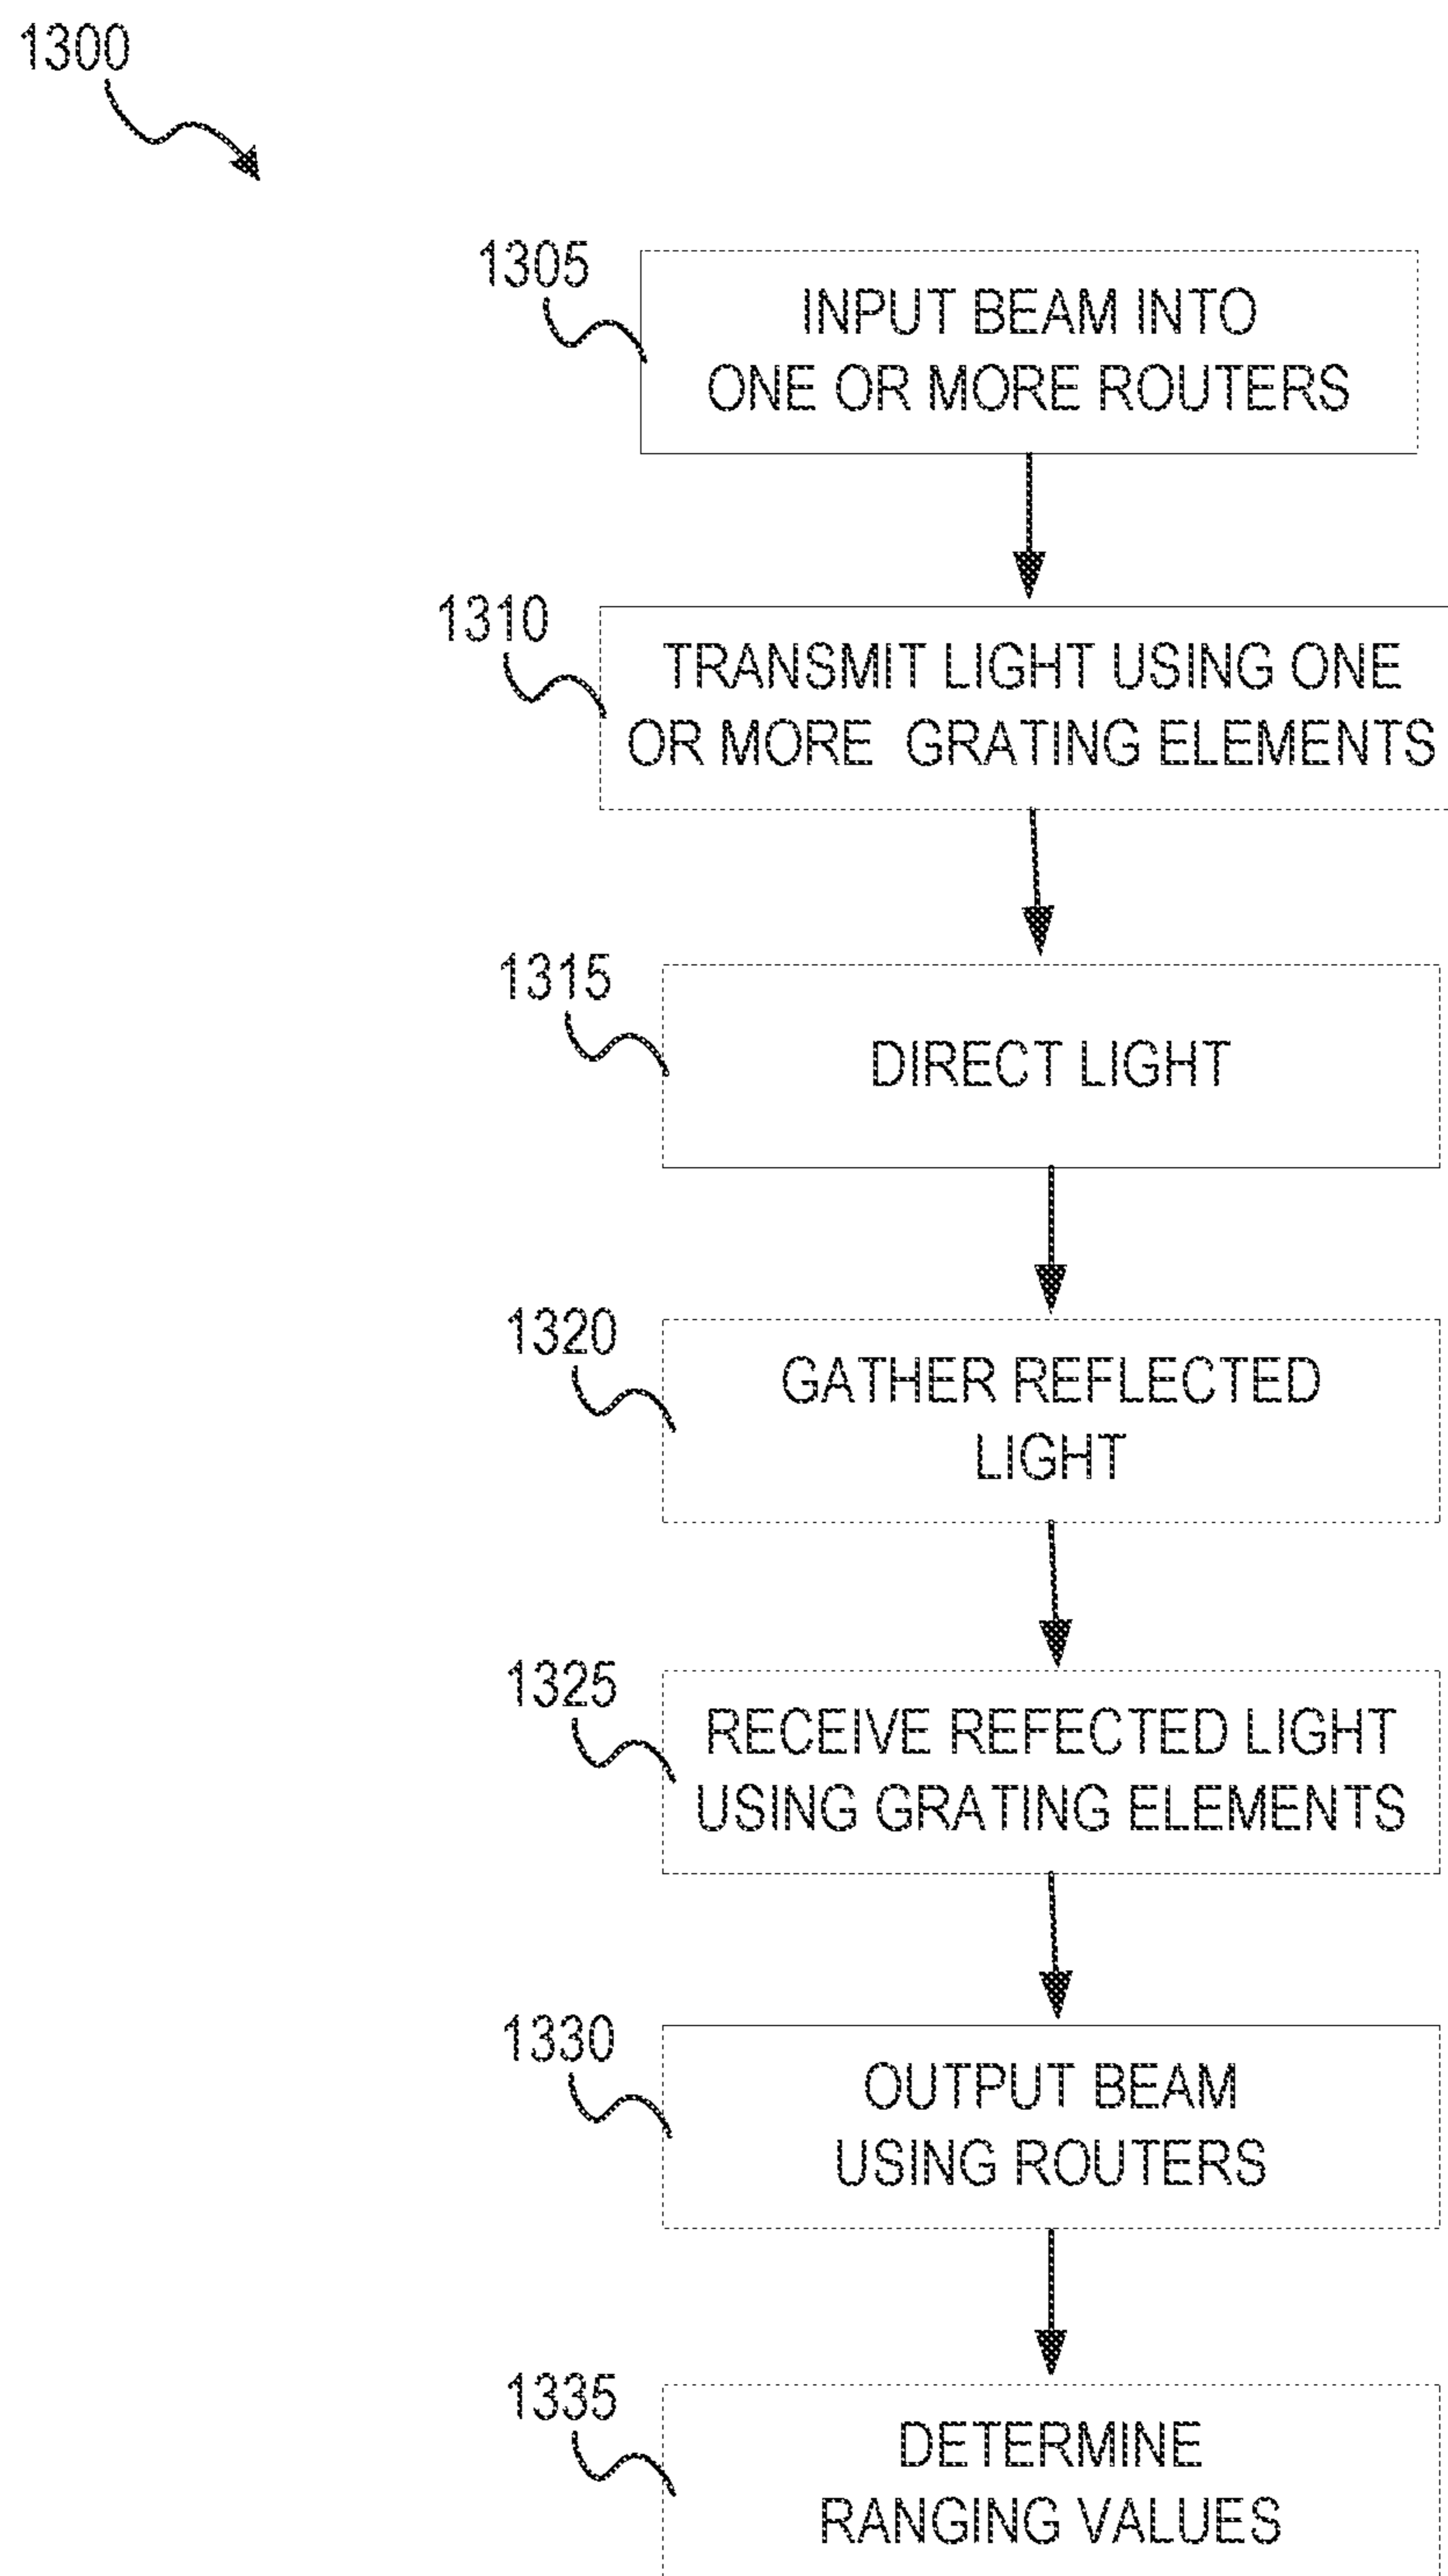 1300
1305
INPUT BEAM INTO
ONE OR MORE ROUTERS
1310
TRANSMIT LIGHT USING ONE
OR MORE GRATING ELEMENTS
1315
DIRECT LIGHT
1320
GATHER REFLECTED
LIGHT
1325
RECEIVE REFECTED LIGHT
USING GRATING ELEMENTS
1330
OUTPUT BEAM
USING ROUTERS
1335
DETERMINE
RANGING VALUES